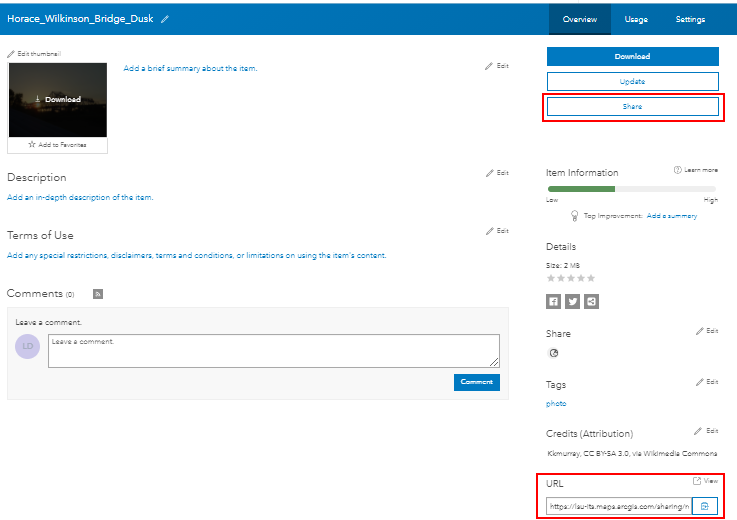 Horace_Wilkinson_Bridge_Dusk
Overview Usage Settings
Edit thumbnail
Download
Add to Favorites
Add a brief summary about the item.
Edit
Description
Edit
Add an in-depth description of the item.
Terms of Use
Edit
Add any special restrictions, disclaimers, terms and conditions, or limitations on using the item's content.
Comments (0)
Leave a comment.
LD
Leave a comment.
Comment
Download
Update
Share
Item Information
Learn more
Low High
Top Improvement: Add a summary
Details
Size: 2 MB
Share
Edit
Tags
Edit
photo
Credits (Attribution)
Edit
Kkmurray, CC BY-SA 3.0, via Wikimedia Commons
URL
View
https://lsu-its.maps.arcgis.com/sharing/r